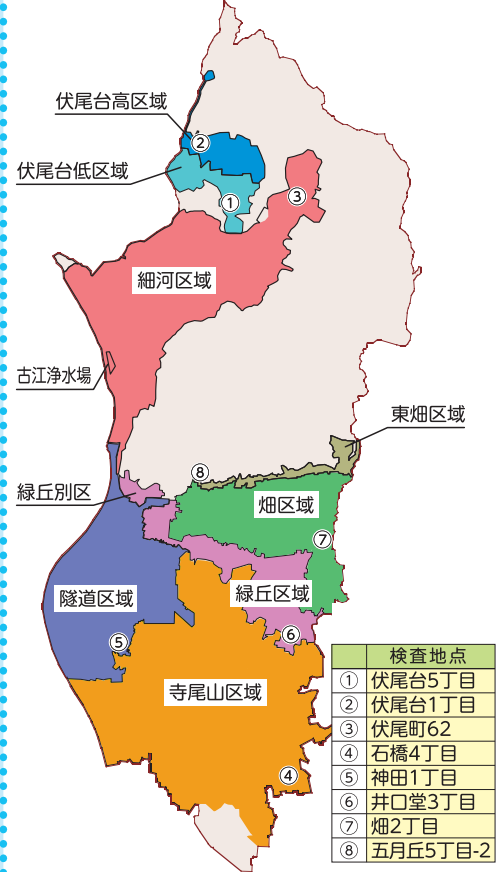 伏尾台高区域
②
伏尾台低区域
①
③
細河区域
古江浄水場
東畑区域
⑧
緑丘別区
畑区域
⑦
隧道区域
緑丘区域
⑤
⑥
寺尾山区域
④
検査地点
① 伏尾台5丁目
② 伏尾台1丁目
③ 伏尾町62
④ 石橋4丁目
⑤ 神田1丁目
⑥ 井口堂3丁目
⑦ 畑2丁目
⑧ 五月丘5丁目-2